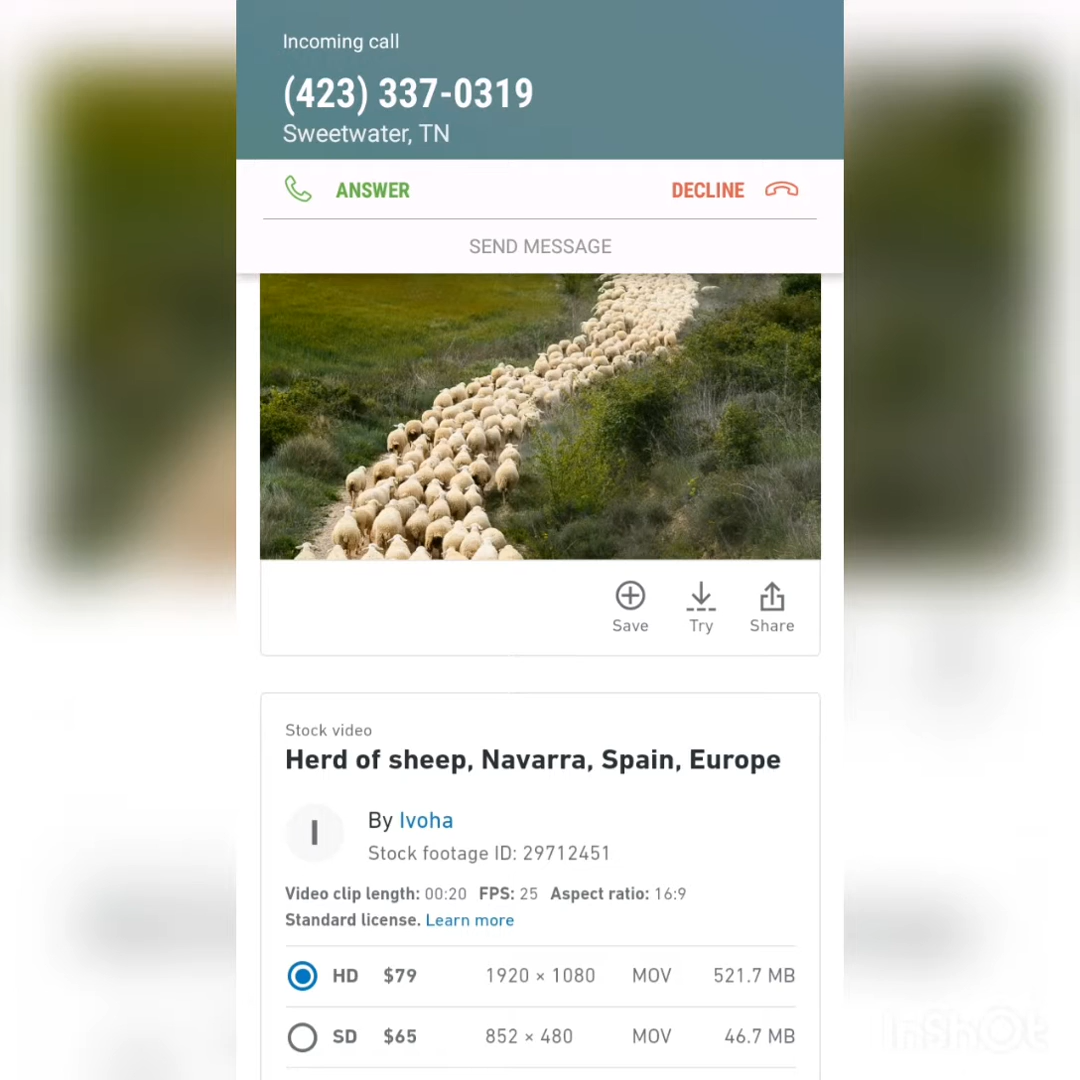 Incoming call
(423) 337-0319
Sweetwater, TN
ANSWER DECLINE
SEND MESSAGE
Save Try Share
Stock video
Herd of sheep, Navarra, Spain, Europe
I
By Ivoha
Stock footage ID: 29712451
Video clip length: 00:20 FPS: 25 Aspect ratio: 16:9
Standard license. Learn more
HD $79 1920 × 1080 MOV 521.7 MB
SD $65 852 × 480 MOV 46.7 MB
InShOt